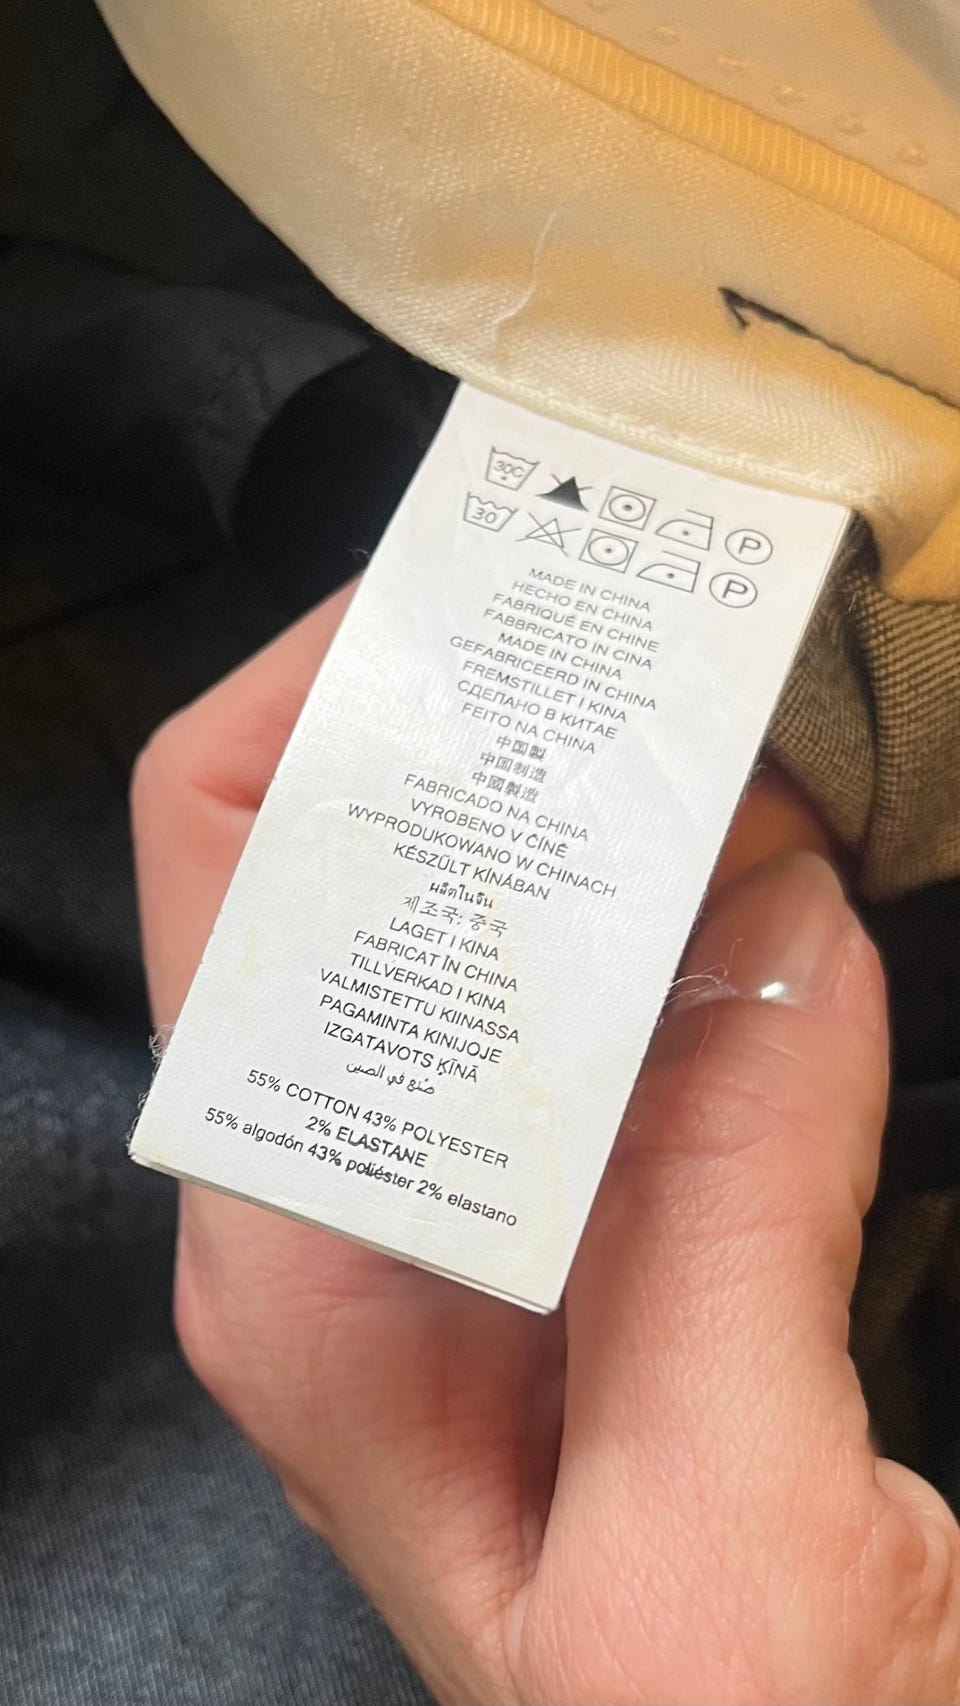 30C
30
P
P
MADE IN CHINA
HECHO EN CHINA
FABRIQUÉ EN CHINE
FABBRICATO IN CINA
MADE IN CHINA
GEFABRICEERD IN CHINA
FREMSTILLET I KINA
СДЕЛАНО В КИТАЕ
FEITO NA CHINA
中国製
中国制造
中國製造
FABRICADO NA CHINA
VYROBENO V ČÍNĚ
WYPRODUKOWANO W CHINACH
KÉSZÜLT KÍNÁBAN
ผลิตในจีน
제조국: 중국
LAGET I KINA
FABRICAT ÎN CHINA
TILLVERKAD I KINA
VALMISTETTU KIINASSA
PAGAMINTA KINIJOJE
IZGATAVOTS ĶĪNĀ
صُنع في الصين
55% COTTON 43% POLYESTER
2% ELASTANE
55% algodón 43% poliéster 2% elastano